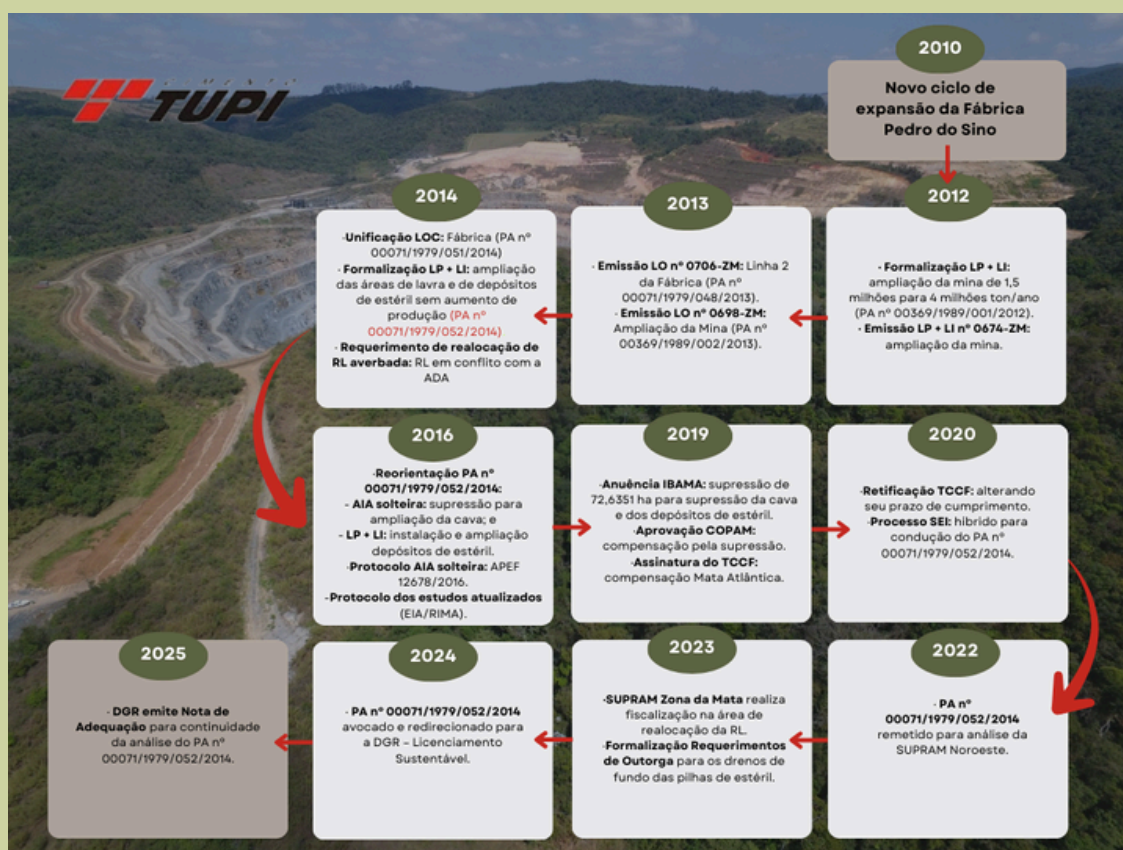 TUPI
2010
Novo ciclo de
expansão da Fábrica
Pedro do Sino
2012
· Formalização LP + LI:
ampliação da mina de 1,5
milhões para 4 milhões ton/ano
(PA nº 00369/1989/001/2012).
· Emissão LP + LI nº 0674-ZM:
ampliação da mina.
2013
· Emissão LO nº 0706-ZM: Linha 2
da Fábrica (PA nº
00071/1979/048/2013).
· Emissão LO nº 0698-ZM:
Ampliação da Mina (PA nº
00369/1989/002/2013).
2014
·Unificação LOC: Fábrica (PA nº
00071/1979/051/2014)
· Formalização LP + LI: ampliação
das áreas de lavra e de depósitos
de estéril sem aumento de
produção (PA nº
00071/1979/052/2014)
· Requerimento de realocação de
RL averbada: RL em conflito com a
ADA
2016
·Reorientação PA nº
00071/1979/052/2014:
- AIA solteira: supressão para
ampliação da cava; e
- LP + LI: instalação e ampliação
depósitos de estéril.
·Protocolo AIA solteira: APEF
12678/2016.
-Protocolo dos estudos atualizados
(EIA/RIMA).
2019
·Anuência IBAMA: supressão de
72,6351 ha para supressão da cava
e dos depósitos de estéril.
·Aprovação COPAM:
compensação pela supressão.
·Assinatura do TCCF:
compensação Mata Atlântica.
2020
·Retificação TCCF: alterando
seu prazo de cumprimento.
·Processo SEI: híbrido para
condução do PA nº
00071/1979/052/2014.
2022
· PA nº
00071/1979/052/2014
remetido para análise da
SUPRAM Noroeste.
2023
·SUPRAM Zona da Mata realiza
fiscalização na área de
realocação da RL.
·Formalização Requerimentos
de Outorga para os drenos de
fundo das pilhas de estéril.
2024
· PA nº 00071/1979/052/2014
avocado e redirecionado para
a DGR – Licenciamento
Sustentável.
2025
· DGR emite Nota de
Adequação para continuidade
da análise do PA nº
00071/1979/052/2014.